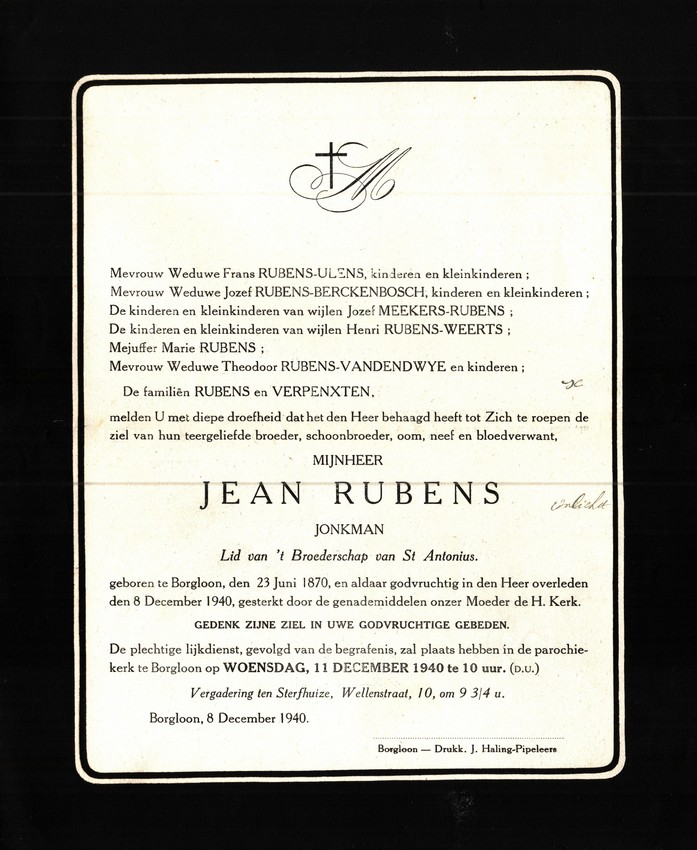 M
Mevrouw Weduwe Frans RUBENS-ULENS, kinderen en kleinkinderen ;
Mevrouw Weduwe Jozef RUBENS-BERCKENBOSCH, kinderen en kleinkinderen ;
De kinderen en kleinkinderen van wijlen Jozef MEEKERS-RUBENS ;
De kinderen en kleinkinderen van wijlen Henri RUBENS-WEERTS ;
Mejuffer Marie RUBENS ;
Mevrouw Weduwe Theodoor RUBENS-VANDENDWYE en kinderen ;
De familiën RUBENS en VERPENXTEN,
melden U met diepe droefheid dat het den Heer behaagd heeft tot Zich te roepen de
ziel van hun teergeliefde broeder, schoonbroeder, oom, neef en bloedverwant,
MIJNHEER
JEAN RUBENS
JONKMAN
Lid van 't Broederschap van St Antonius.
geboren te Borgloon, den 23 Juni 1870, en aldaar godvruchtig in den Heer overleden
den 8 December 1940, gesterkt door de genademiddelen onzer Moeder de H. Kerk.
GEDENK ZIJNE ZIEL IN UWE GODVRUCHTIGE GEBEDEN.
De plechtige lijkdienst, gevolgd van de begrafenis, zal plaats hebben in de parochie-
kerk te Borgloon op WOENSDAG, 11 DECEMBER 1940 te 10 uur. (D.U.)
Vergadering ten Sterfhuize, Wellenstraat, 10, om 9 3/4 u.
Borgloon, 8 December 1940.
Borgloon — Drukk. J. Haling-Pipeleers